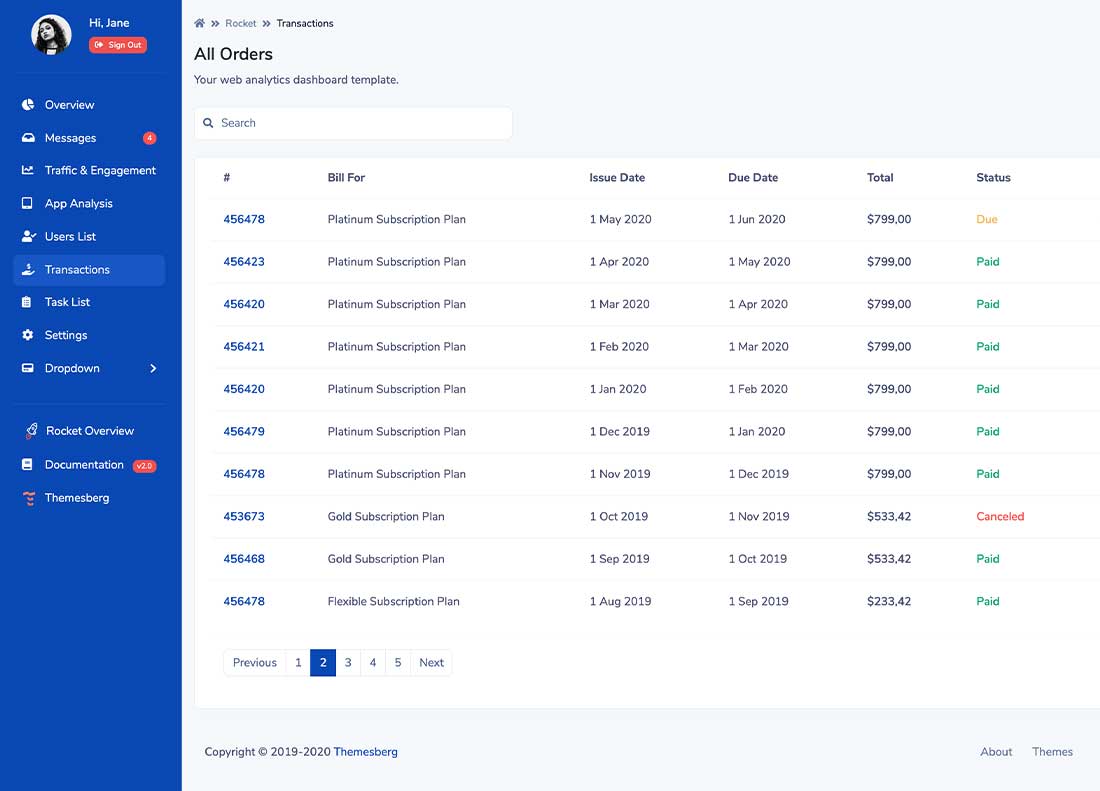 Hi, Jane
Sign Out
Overview
Messages 4
Traffic & Engagement
App Analysis
Users List
Transactions
Task List
Settings
Dropdown
Rocket Overview
Documentation v2.0
Themesberg
Rocket Transactions
All Orders
Your web analytics dashboard template.
Search
# Bill For Issue Date Due Date Total Status
456478 Platinum Subscription Plan 1 May 2020 1 Jun 2020 $799,00 Due
456423 Platinum Subscription Plan 1 Apr 2020 1 May 2020 $799,00 Paid
456420 Platinum Subscription Plan 1 Mar 2020 1 Apr 2020 $799,00 Paid
456421 Platinum Subscription Plan 1 Feb 2020 1 Mar 2020 $799,00 Paid
456420 Platinum Subscription Plan 1 Jan 2020 1 Feb 2020 $799,00 Paid
456479 Platinum Subscription Plan 1 Dec 2019 1 Jan 2020 $799,00 Paid
456478 Platinum Subscription Plan 1 Nov 2019 1 Dec 2019 $799,00 Paid
453673 Gold Subscription Plan 1 Oct 2019 1 Nov 2019 $533,42 Canceled
456468 Gold Subscription Plan 1 Sep 2019 1 Oct 2019 $533,42 Paid
456478 Flexible Subscription Plan 1 Aug 2019 1 Sep 2019 $233,42 Paid
Previous 1 2 3 4 5 Next
Copyright © 2019-2020 Themesberg About Themes